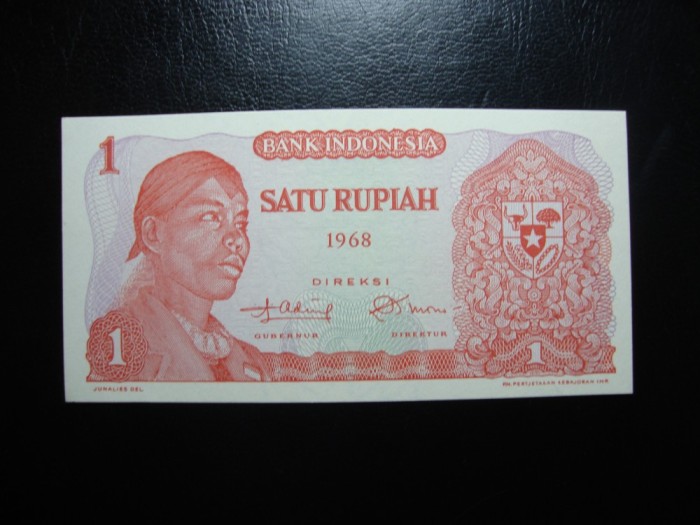 1
BANK INDONESIA
SATU RUPIAH
1968
DIREKSI
GUBERNUR
DIREKTUR
1
1
JUNALIES DEL.
PN. PERTJETAKAN KEBAJORAN IMP.